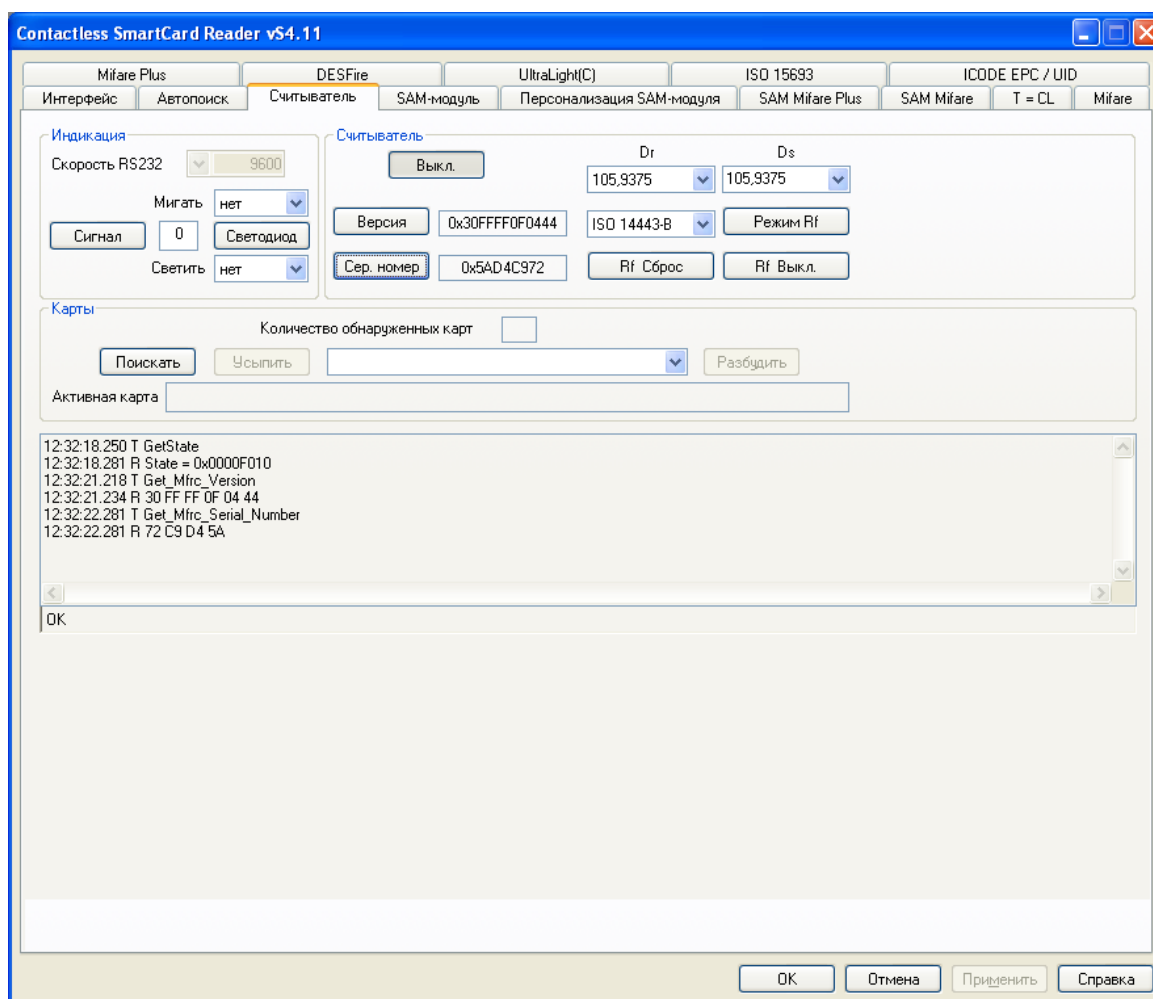 Contactless SmartCard Reader vS4.11
Mifare Plus DESFire UltraLight(C) ISO 15693 ICODE EPC / UID
Интерфейс Автопоиск Считыватель SAM-модуль Персонализация SAM-модуля SAM Mifare Plus SAM Mifare T = CL Mifare
Индикация
Скорость RS232 9600
Мигать нет
Сигнал 0 Светодиод
Светить нет
Считыватель
Выкл. Dr Ds
105,9375 105,9375
Версия 0x30FFFF0F0444 ISO 14443-B Режим Rf
Сер. номер 0x5AD4C972 Rf Сброс Rf Выкл.
Карты
Количество обнаруженных карт
Поискать Усыпить Разбудить
Активная карта
12:32:18.250 T GetState
12:32:18.281 R State = 0x0000F010
12:32:21.218 T Get_Mfrc_Version
12:32:21.234 R 30 FF FF 0F 04 44
12:32:22.281 T Get_Mfrc_Serial_Number
12:32:22.281 R 72 C9 D4 5A
OK
OK Отмена Применить Справка